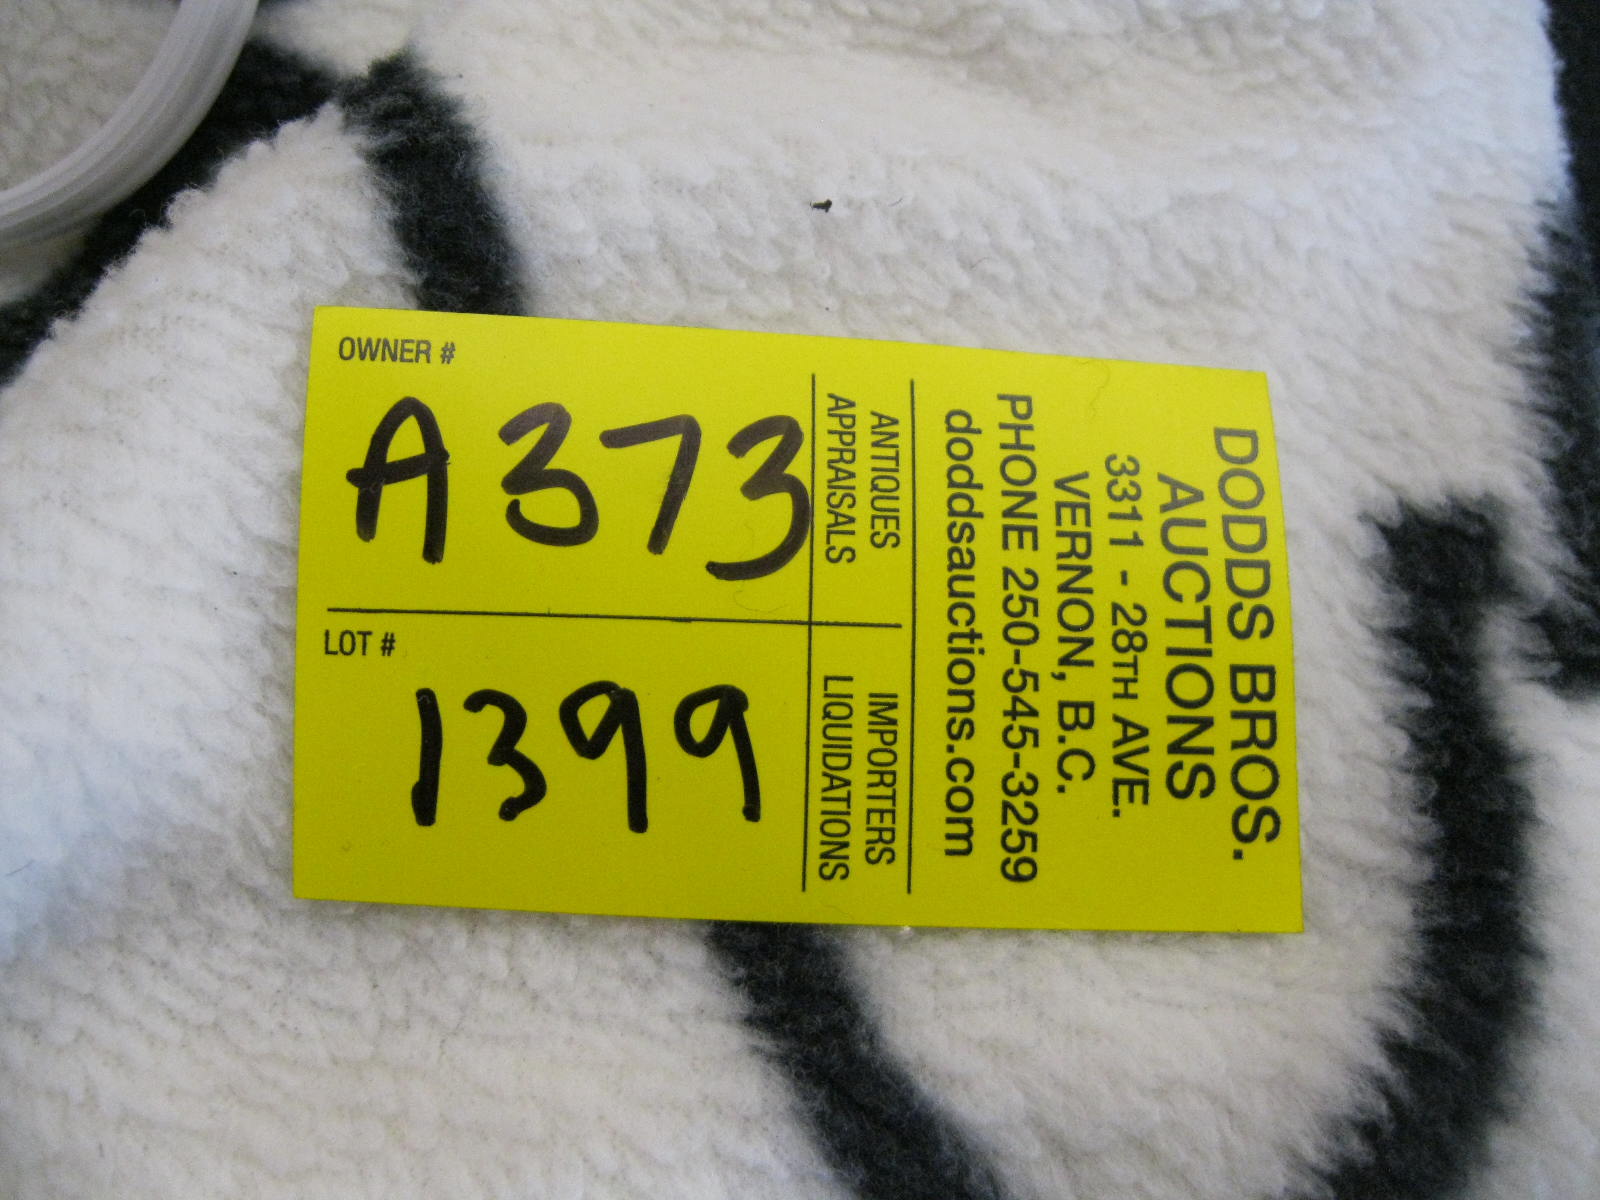 DODDS BROS.
AUCTIONS
3311 - 28TH AVE.
VERNON, B.C.
PHONE 250-545-3259
doddsauctions.com
ANTIQUES
APPRAISALS
IMPORTERS
LIQUIDATIONS
OWNER #
A373
LOT #
1399